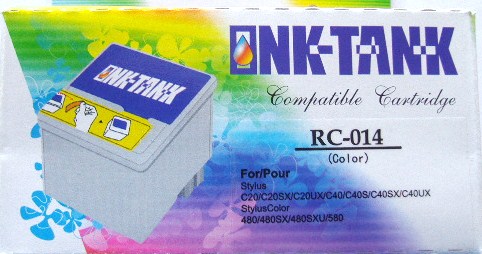 INK-TANK
Compatible Cartridge
RC-014
(Color)
INK-TANK
For/Pour
Stylus
C20/C20SX/C20UX/C40/C40S/C40SX/C40UX
StylusColor
480/480SX/480SXU/580